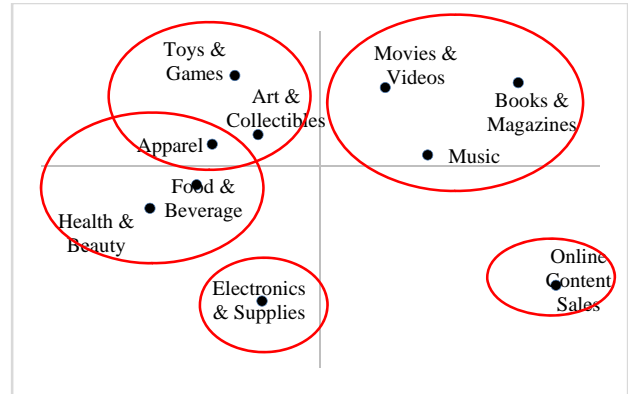 Toys &
Games
Movies &
Videos
Art &
Collectibles
Books &
Magazines
Apparel
Music
Food &
Beverage
Health &
Beauty
Online
Content
Sales
Electronics
& Supplies